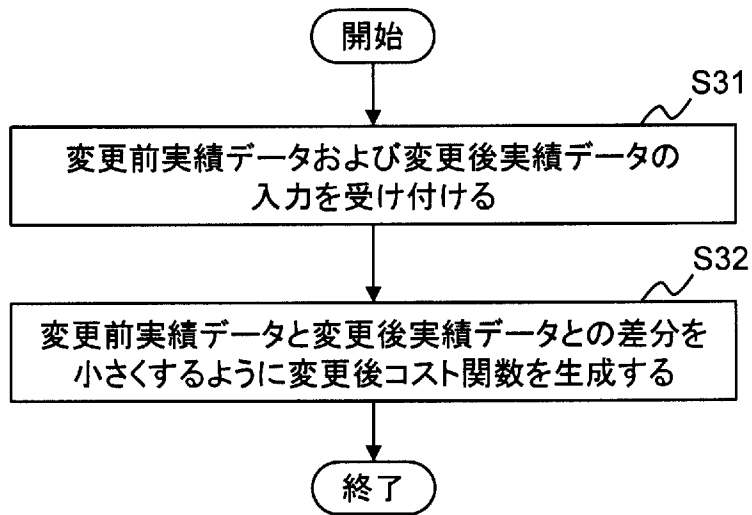 開始
S31
変更前実績データおよび変更後実績データの
入力を受け付ける
S32
変更前実績データと変更後実績データとの差分を
小さくするように変更後コスト関数を生成する
終了